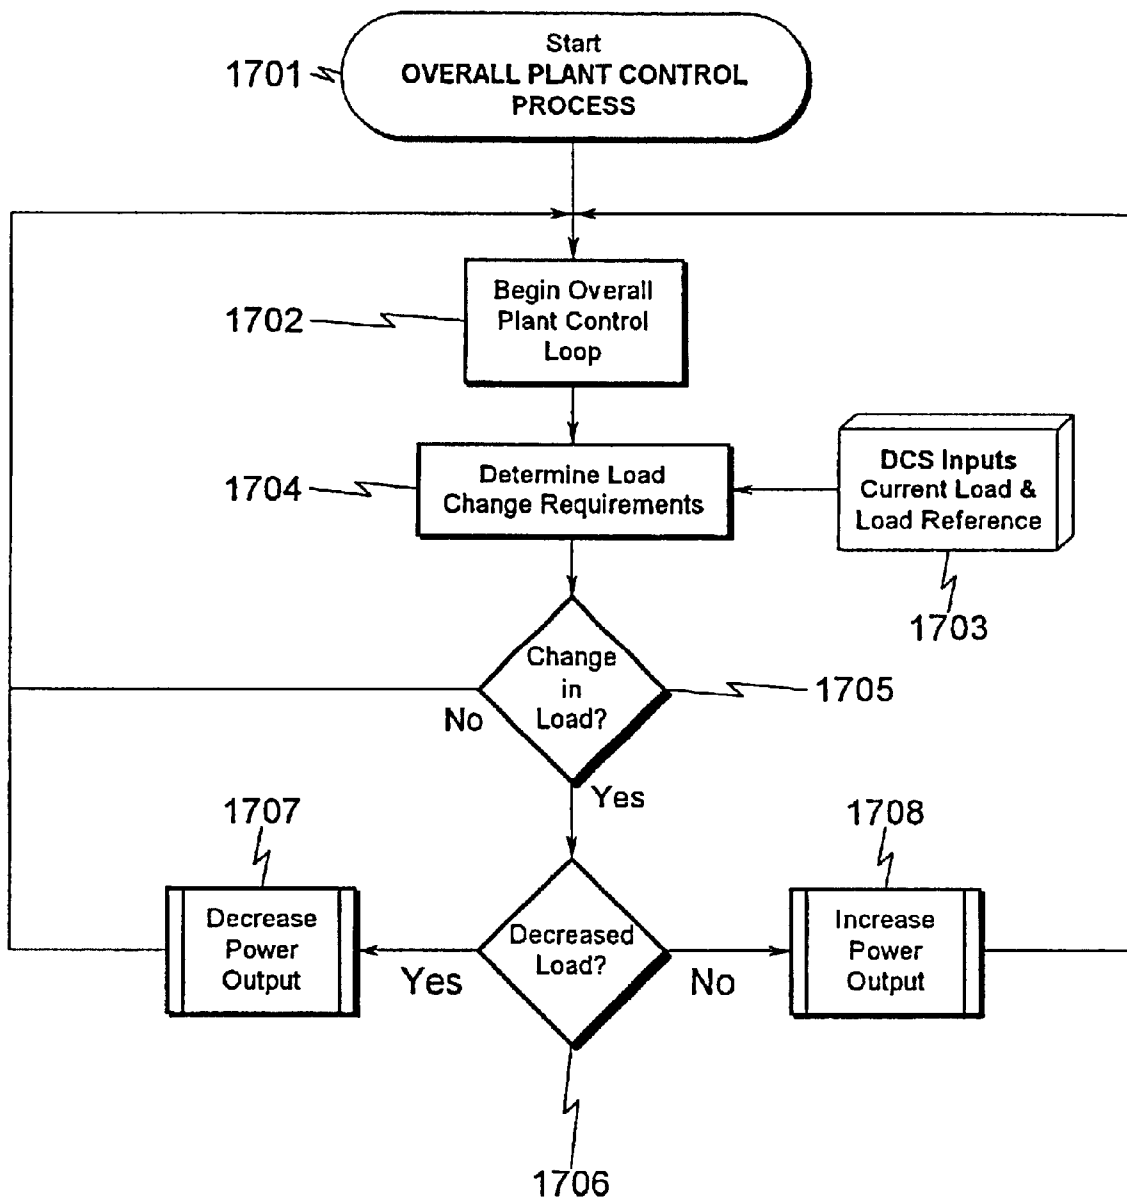 Start
OVERALL PLANT CONTROL
PROCESS
1701
Begin Overall
Plant Control
Loop
1702
Determine Load
Change Requirements
1704
DCS Inputs
Current Load &
Load Reference
1703
Change
in
Load?
1705
No
Yes
1707
1708
Decrease
Power
Output
Decreased
Load?
Increase
Power
Output
Yes
No
1706